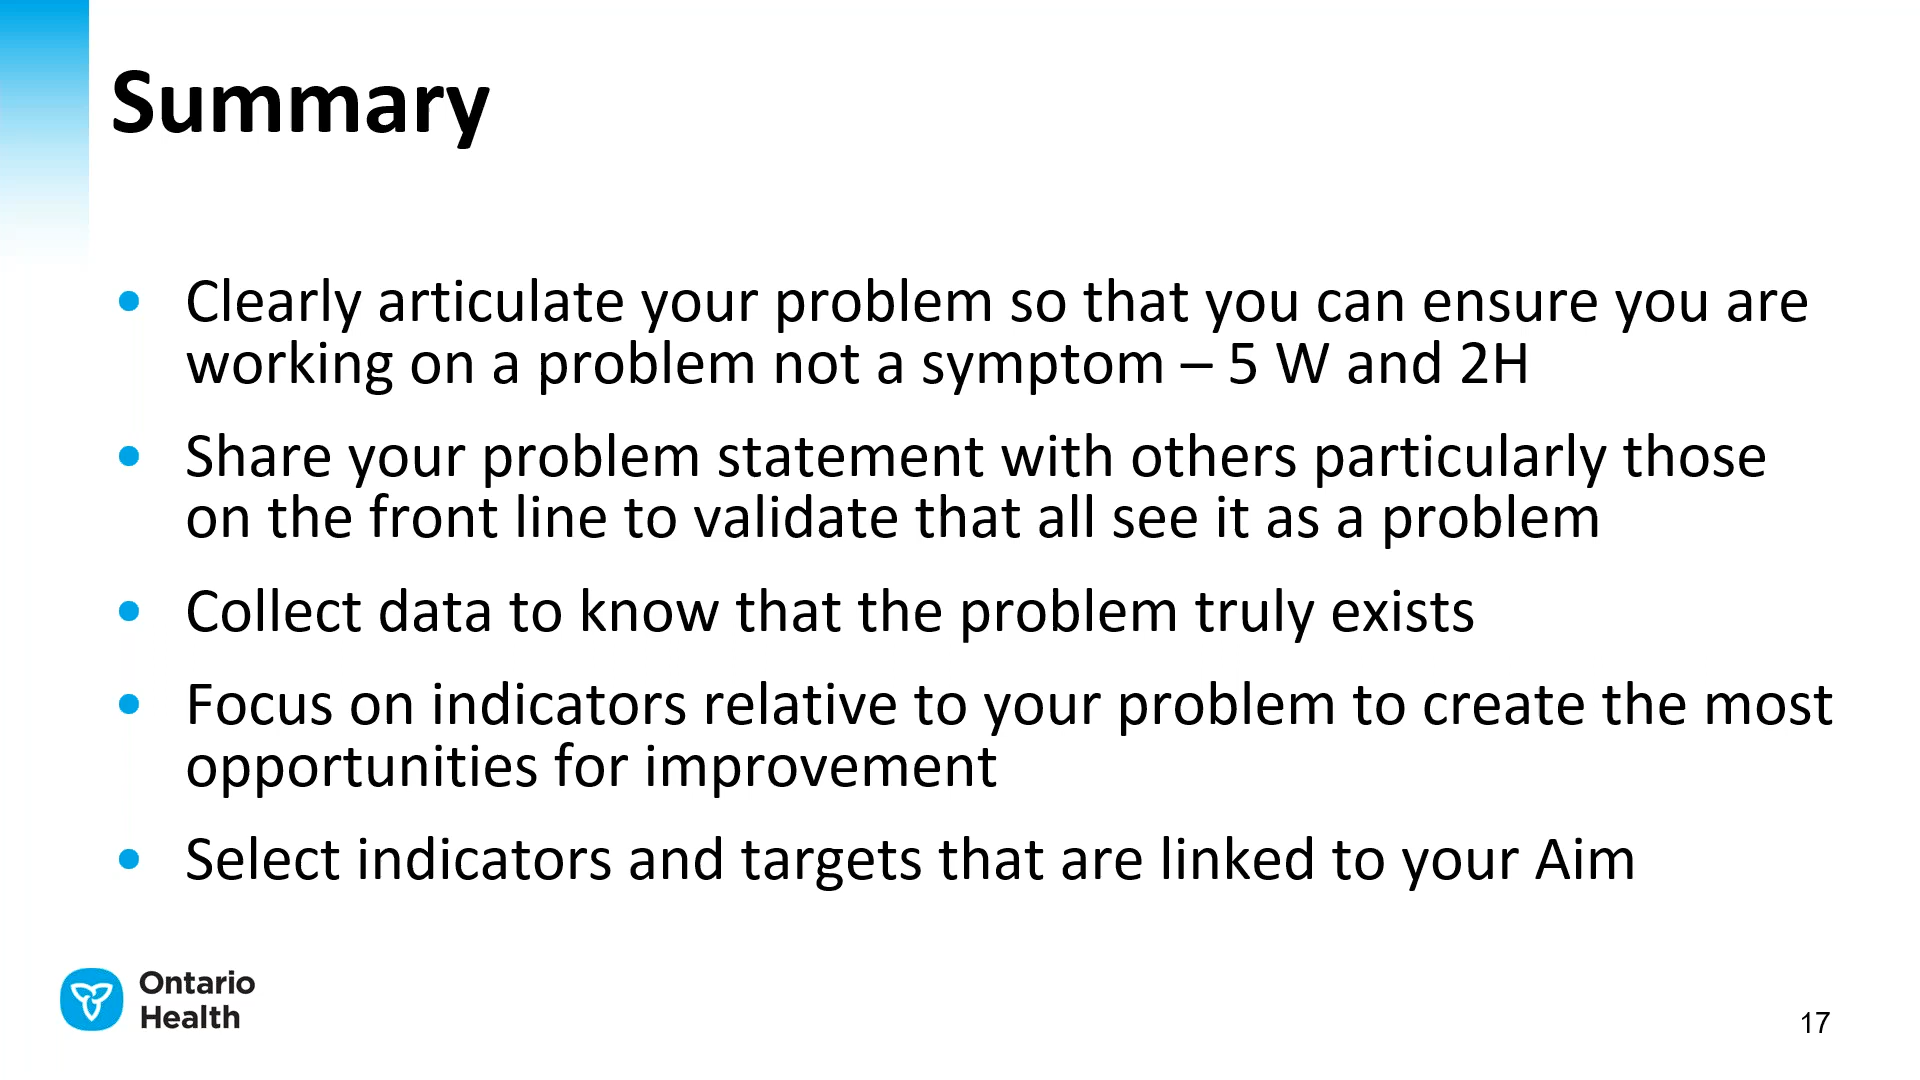 Summary
• Clearly articulate your problem so that you can ensure you are
working on a problem not a symptom – 5 W and 2H
• Share your problem statement with others particularly those
on the front line to validate that all see it as a problem
• Collect data to know that the problem truly exists
• Focus on indicators relative to your problem to create the most
opportunities for improvement
• Select indicators and targets that are linked to your Aim
Ontario
Health
17